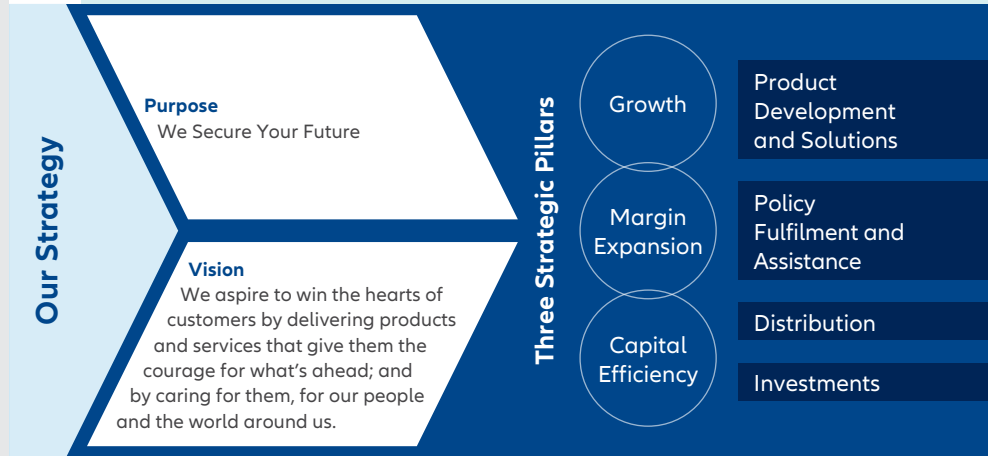 Our Strategy
Purpose
We Secure Your Future
Vision
We aspire to win the hearts of
customers by delivering products
and services that give them the
courage for what's ahead; and
by caring for them, for our people
and the world around us.
Three Strategic Pillars
Growth
Margin
Expansion
Capital
Efficiency
Product
Development
and Solutions
Policy
Fulfilment and
Assistance
Distribution
Investments